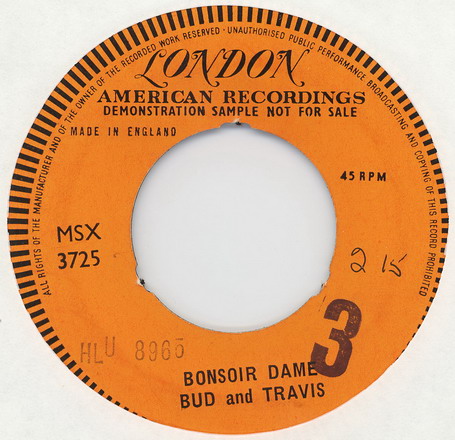 ALL RIGHTS OF THE MANUFACTURER AND OF THE OWNER OF THE RECORDED WORK RESERVED · UNAUTHORISED PUBLIC PERFORMANCE BROADCASTING AND COPYING OF THIS RECORD PROHIBITED
LONDON
AMERICAN RECORDINGS
DEMONSTRATION SAMPLE NOT FOR SALE
MADE IN ENGLAND
45 RPM
MSX
3725
2 15
HLU 8965
3
BONSOIR DAME
BUD and TRAVIS